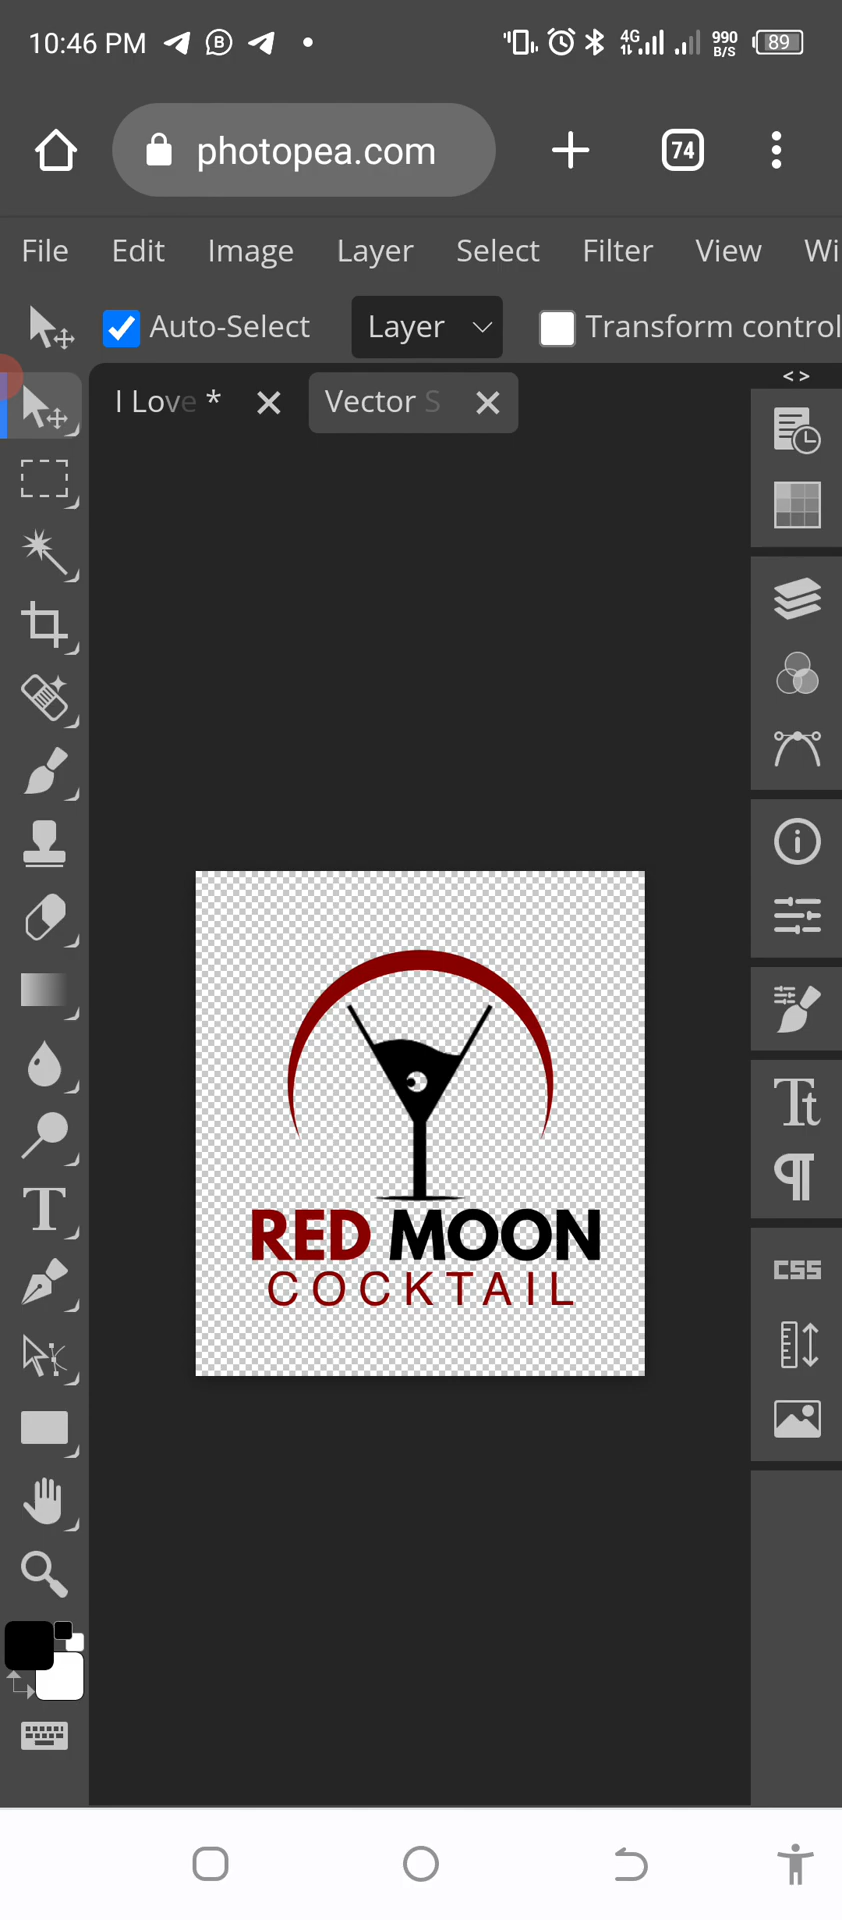 10:46 PM
4G
990
B/S
89
photopea.com
74
File Edit Image Layer Select Filter View Wi
Auto-Select Layer Transform control
I Love * Vector S
RED MOON
COCKTAIL
T
Tt
¶
CSS